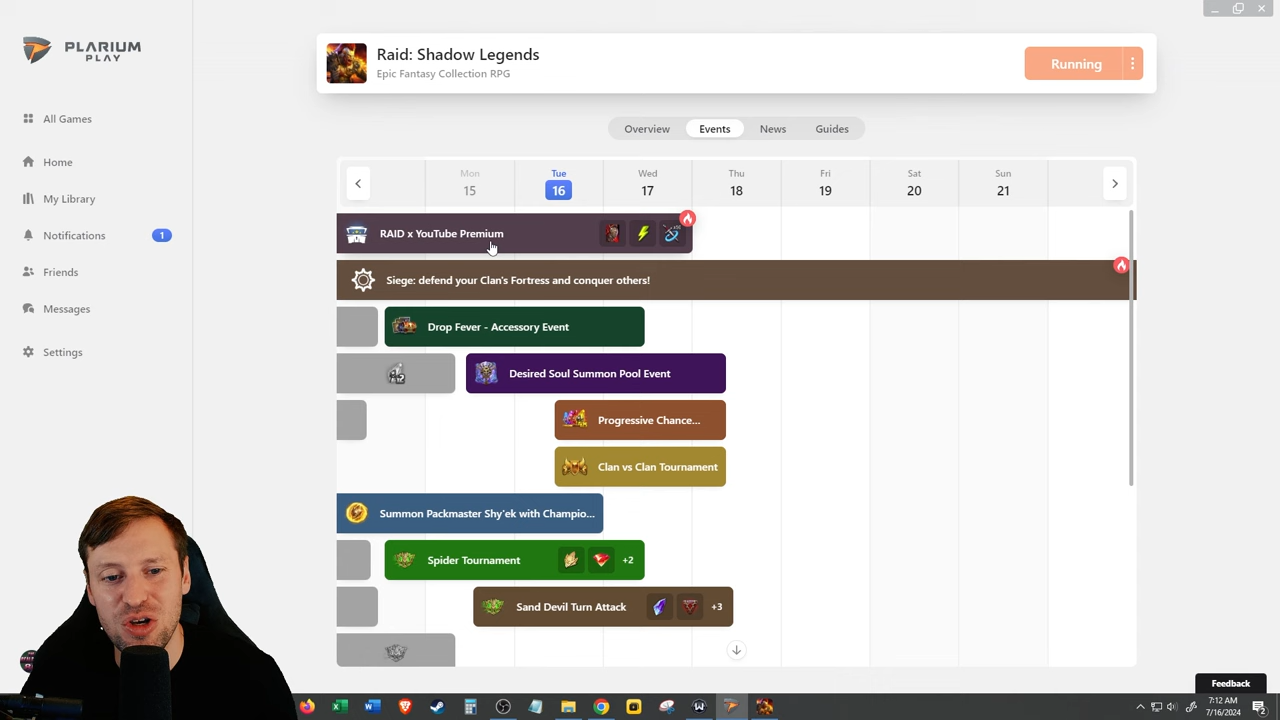 PLARIUM
PLAY
All Games
Home
My Library
Notifications 1
Friends
Messages
Settings
Raid: Shadow Legends
Epic Fantasy Collection RPG
Running
Overview Events News Guides
Mon Tue Wed Thu Fri Sat Sun
15 16 17 18 19 20 21
RAID x YouTube Premium
Siege: defend your Clan's Fortress and conquer others!
Drop Fever - Accessory Event
Desired Soul Summon Pool Event
Progressive Chance...
Clan vs Clan Tournament
Summon Packmaster Shy'ek with Champio...
Spider Tournament +2
Sand Devil Turn Attack +3
Feedback
7:12 AM
7/16/2024